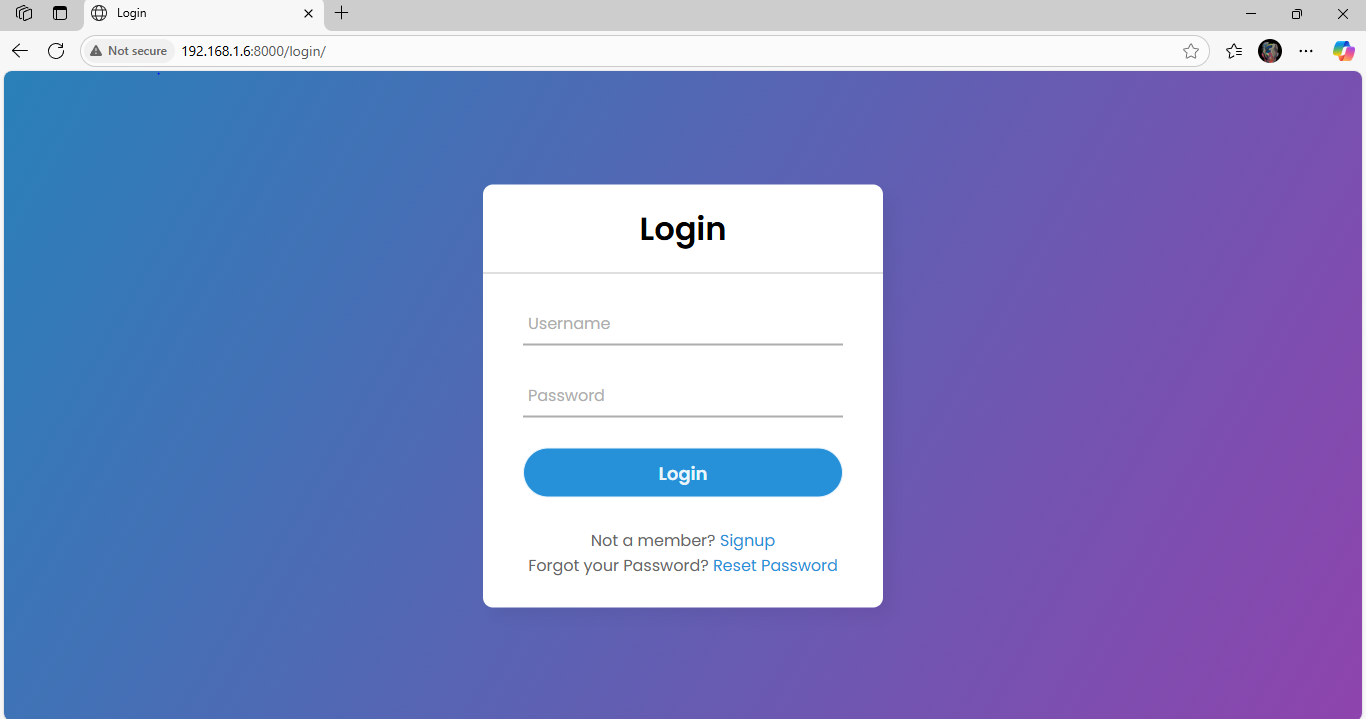 Login
Not secure 192.168.1.6:8000/login/
Login
Username
Password
Login
Not a member? Signup
Forgot your Password? Reset Password